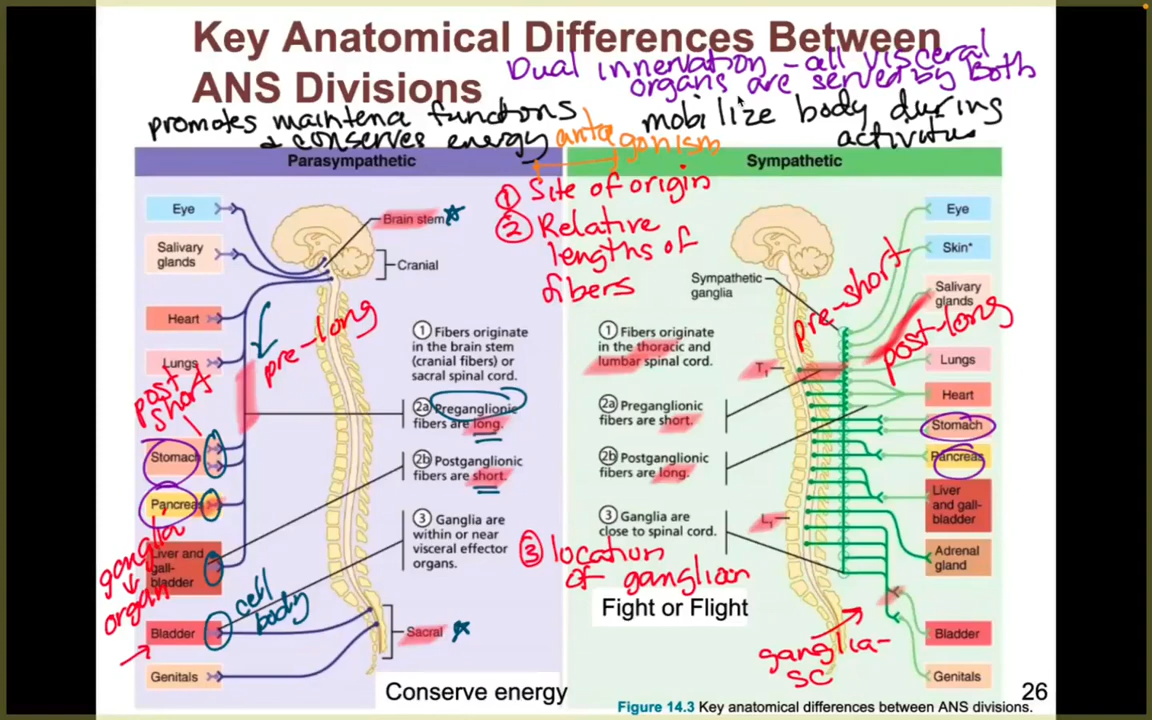 Key Anatomical Differences Between
ANS Divisions
Dual innervation - all visceral
organs are served by both
promotes maintena functions
& conserves energy
mobilize body during
activities
antagonism
Parasympathetic
Eye
Salivary
glands
Heart
Lungs
Stomach
Pancreas
Liver and
gall-
bladder
Bladder
Genitals
Brain stem
Cranial
pre-long
post
short
ganglia
organ
cell
body
① Fibers originate
in the brain stem
(cranial fibers) or
sacral spinal cord.
2a Preganglionic
fibers are long.
2b Postganglionic
fibers are short.
③ Ganglia are
within or near
visceral effector
organs.
Sacral
Conserve energy
① Site of origin
② Relative
lengths of
fibers
③ location
of ganglion
Sympathetic
Sympathetic
ganglia
① Fibers originate
in the thoracic and
lumbar spinal cord.
2a Preganglionic
fibers are short.
2b Postganglionic
fibers are long.
③ Ganglia are
close to spinal cord.
T1
L1
pre-short
post-long
Eye
Skin*
Salivary
glands
Lungs
Heart
Stomach
Pancreas
Liver
and gall-
bladder
Adrenal
gland
Bladder
Genitals
Fight or Flight
ganglia-
SC
26
Figure 14.3 Key anatomical differences between ANS divisions.